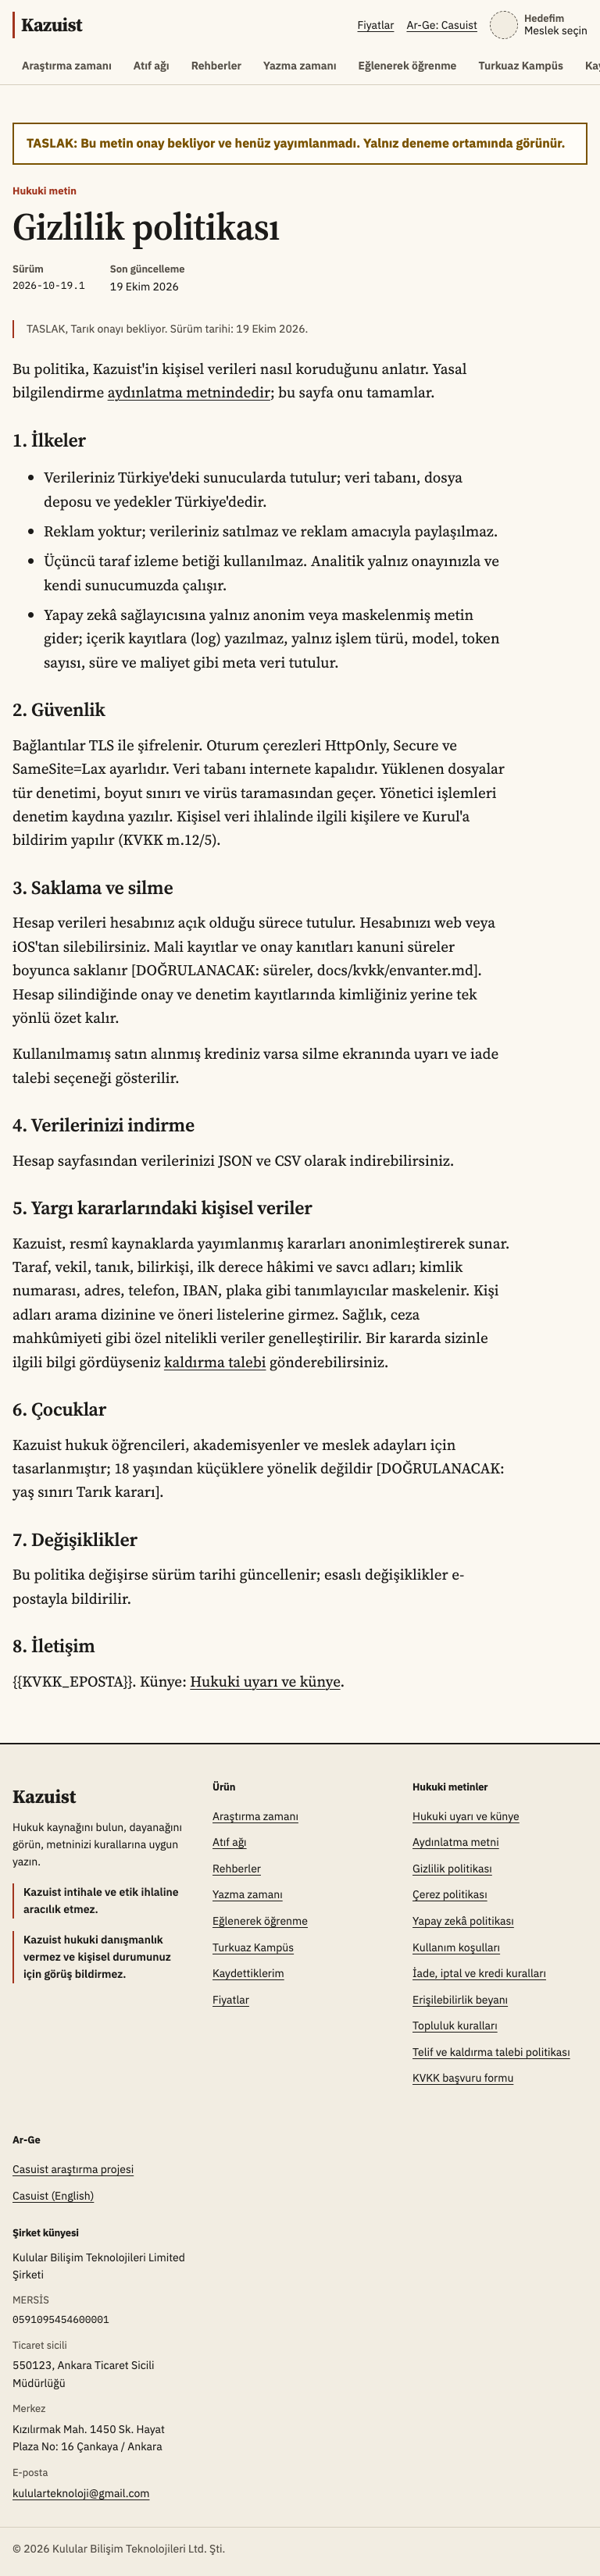 Kazuist
Fiyatlar
Ar-Ge: Casuist
Hedefim
Meslek seçin
Araştırma zamanı
Atıf ağı
Rehberler
Yazma zamanı
Eğlenerek öğrenme
Turkuaz Kampüs
TASLAK: Bu metin onay bekliyor ve henüz yayımlanmadı. Yalnız deneme ortamında görünür.
Hukuki metin
Gizlilik politikası
Sürüm
2026-10-19.1
Son güncelleme
19 Ekim 2026
TASLAK, Tarık onayı bekliyor. Sürüm tarihi: 19 Ekim 2026.
Bu politika, Kazuist'in kişisel verileri nasıl koruduğunu anlatır. Yasal
bilgilendirme aydınlatma metnindedir; bu sayfa onu tamamlar.
1. İlkeler
• Verileriniz Türkiye'deki sunucularda tutulur; veri tabanı, dosya
deposu ve yedekler Türkiye'dedir.
• Reklam yoktur; verileriniz satılmaz ve reklam amacıyla paylaşılmaz.
• Üçüncü taraf izleme betiği kullanılmaz. Analitik yalnız onayınızla ve
kendi sunucumuzda çalışır.
• Yapay zekâ sağlayıcısına yalnız anonim veya maskelenmiş metin
gider; içerik kayıtlara (log) yazılmaz, yalnız işlem türü, model, token
sayısı, süre ve maliyet gibi meta veri tutulur.
2. Güvenlik
Bağlantılar TLS ile şifrelenir. Oturum çerezleri HttpOnly, Secure ve
SameSite=Lax ayarlıdır. Veri tabanı internete kapalıdır. Yüklenen dosyalar
tür denetimi, boyut sınırı ve virüs taramasından geçer. Yönetici işlemleri
denetim kaydına yazılır. Kişisel veri ihlalinde ilgili kişilere ve Kurul'a
bildirim yapılır (KVKK m.12/5).
3. Saklama ve silme
Hesap verileri hesabınız açık olduğu sürece tutulur. Hesabınızı web veya
iOS'tan silebilirsiniz. Mali kayıtlar ve onay kanıtları kanuni süreler
boyunca saklanır [DOĞRULANACAK: süreler, docs/kvkk/envanter.md].
Hesap silindiğinde onay ve denetim kayıtlarında kimliğiniz yerine tek
yönlü özet kalır.
Kullanılmamış satın alınmış krediniz varsa silme ekranında uyarı ve iade
talebi seçeneği gösterilir.
4. Verilerinizi indirme
Hesap sayfasından verilerinizi JSON ve CSV olarak indirebilirsiniz.
5. Yargı kararlarındaki kişisel veriler
Kazuist, resmî kaynaklarda yayımlanmış kararları anonimleştirerek sunar.
Taraf, vekil, tanık, bilirkişi, ilk derece hâkimi ve savcı adları; kimlik
numarası, adres, telefon, IBAN, plaka gibi tanımlayıcılar maskelenir. Kişi
adları arama dizinine ve öneri listelerine girmez. Sağlık, ceza
mahkûmiyeti gibi özel nitelikli veriler genelleştirilir. Bir kararda sizinle
ilgili bilgi gördüyseniz kaldırma talebi gönderebilirsiniz.
6. Çocuklar
Kazuist hukuk öğrencileri, akademisyenler ve meslek adayları için
tasarlanmıştır; 18 yaşından küçüklere yönelik değildir [DOĞRULANACAK:
yaş sınırı Tarık kararı].
7. Değişiklikler
Bu politika değişirse sürüm tarihi güncellenir; esaslı değişiklikler e-
postayla bildirilir.
8. İletişim
{{KVKK_EPOSTA}}. Künye: Hukuki uyarı ve künye.
Kazuist
Hukuk kaynağını bulun, dayanağını
görün, metninizi kurallarına uygun
yazın.
Kazuist intihale ve etik ihlaline
aracılık etmez.
Kazuist hukuki danışmanlık
vermez ve kişisel durumunuz
için görüş bildirmez.
Ürün
Araştırma zamanı
Atıf ağı
Rehberler
Yazma zamanı
Eğlenerek öğrenme
Turkuaz Kampüs
Kaydettiklerim
Fiyatlar
Hukuki metinler
Hukuki uyarı ve künye
Aydınlatma metni
Gizlilik politikası
Çerez politikası
Yapay zekâ politikası
Kullanım koşulları
İade, iptal ve kredi kuralları
Erişilebilirlik beyanı
Topluluk kuralları
Telif ve kaldırma talebi politikası
KVKK başvuru formu
Ar-Ge
Casuist araştırma projesi
Casuist (English)
Şirket künyesi
Kulular Bilişim Teknolojileri Limited
Şirketi
MERSİS
0591095454600001
Ticaret sicili
550123, Ankara Ticaret Sicili
Müdürlüğü
Merkez
Kızılırmak Mah. 1450 Sk. Hayat
Plaza No: 16 Çankaya / Ankara
E-posta
kulularteknoloji@gmail.com
© 2026 Kulular Bilişim Teknolojileri Ltd. Şti.